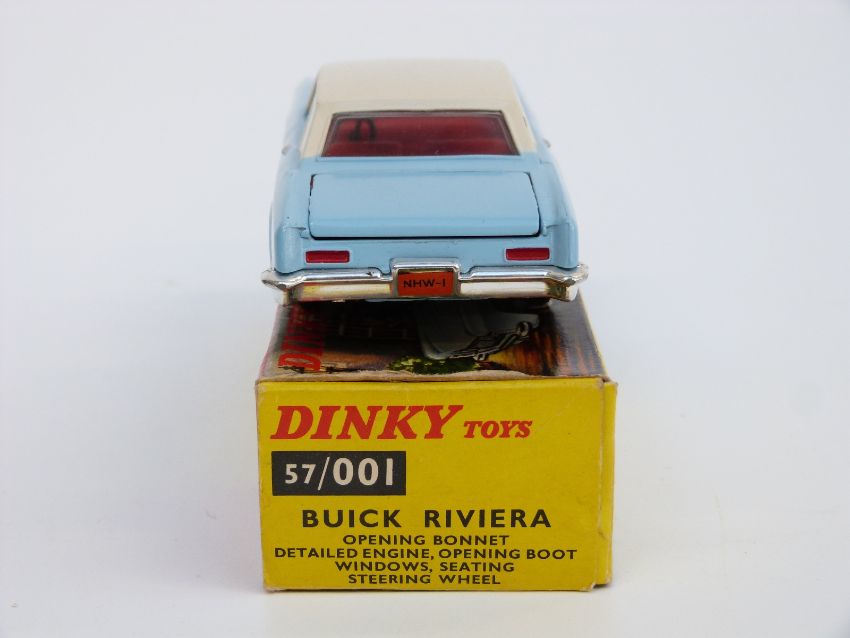 NHW-1
DINKY TOYS
57/001
BUICK RIVIERA
OPENING BONNET
DETAILED ENGINE, OPENING BOOT
WINDOWS, SEATING
STEERING WHEEL